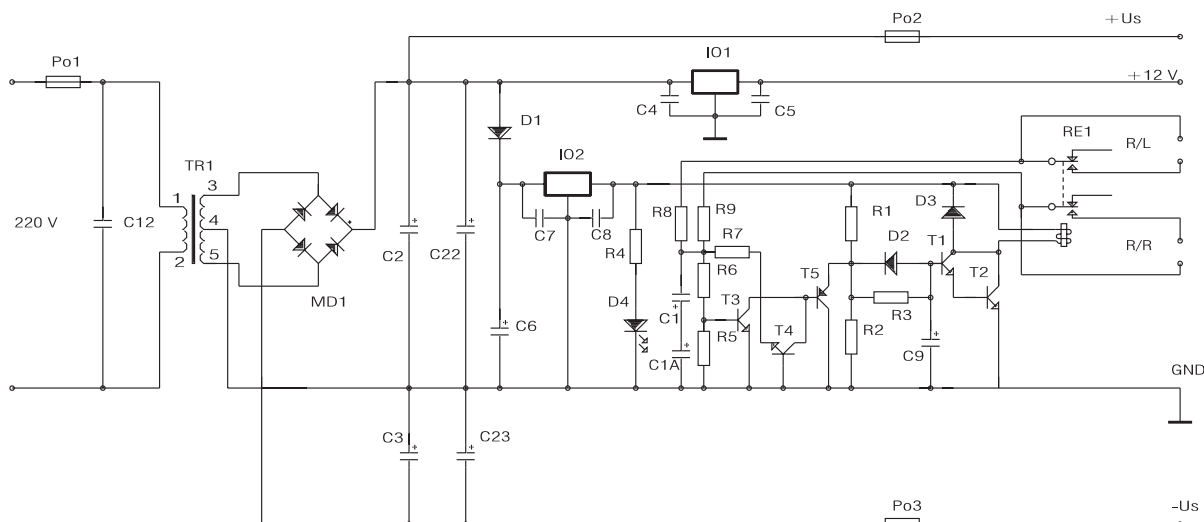 Po2
+Us
Po1
IO1
+12 V
C4
C5
D1
RE1
R/L
IO2
TR1
3
1
D3
R8
R9
R1
220 V
C12
4
C7
C8
R7
D2
T1
R/R
C2
C22
R4
R6
T5
T2
2
5
MD1
D4
C1
T3
R3
C6
T4
R2
R5
C9
C1A
GND
C3
C23
Po3
-Us